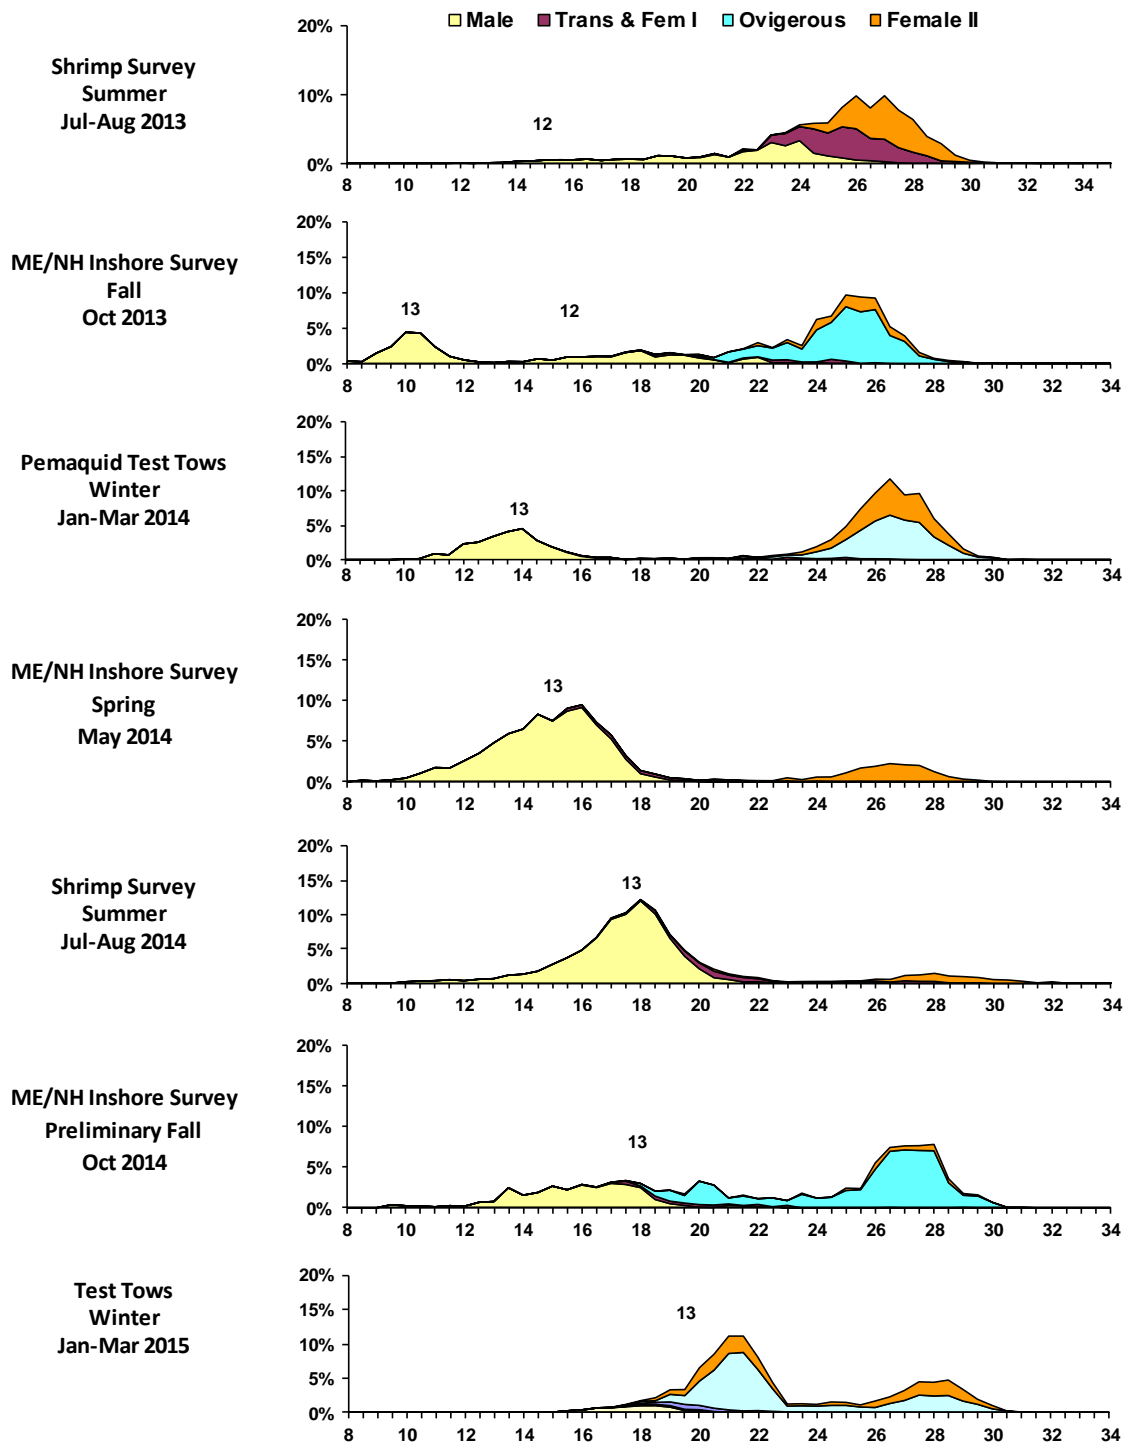 Male Trans & Fem I Ovigerous Female II
Shrimp Survey
Summer
Jul-Aug 2013
20%
10%
0%
12
8 10 12 14 16 18 20 22 24 26 28 30 32 34
ME/NH Inshore Survey
Fall
Oct 2013
20%
15%
10%
5%
0%
13 12
8 10 12 14 16 18 20 22 24 26 28 30 32 34
Pemaquid Test Tows
Winter
Jan-Mar 2014
20%
15%
10%
5%
0%
13
8 10 12 14 16 18 20 22 24 26 28 30 32 34
ME/NH Inshore Survey
Spring
May 2014
20%
15%
10%
5%
0%
13
8 10 12 14 16 18 20 22 24 26 28 30 32 34
Shrimp Survey
Summer
Jul-Aug 2014
20%
15%
10%
5%
0%
13
8 10 12 14 16 18 20 22 24 26 28 30 32 34
ME/NH Inshore Survey
Preliminary Fall
Oct 2014
20%
15%
10%
5%
0%
13
8 10 12 14 16 18 20 22 24 26 28 30 32 34
Test Tows
Winter
Jan-Mar 2015
20%
15%
10%
5%
0%
13
8 10 12 14 16 18 20 22 24 26 28 30 32 34